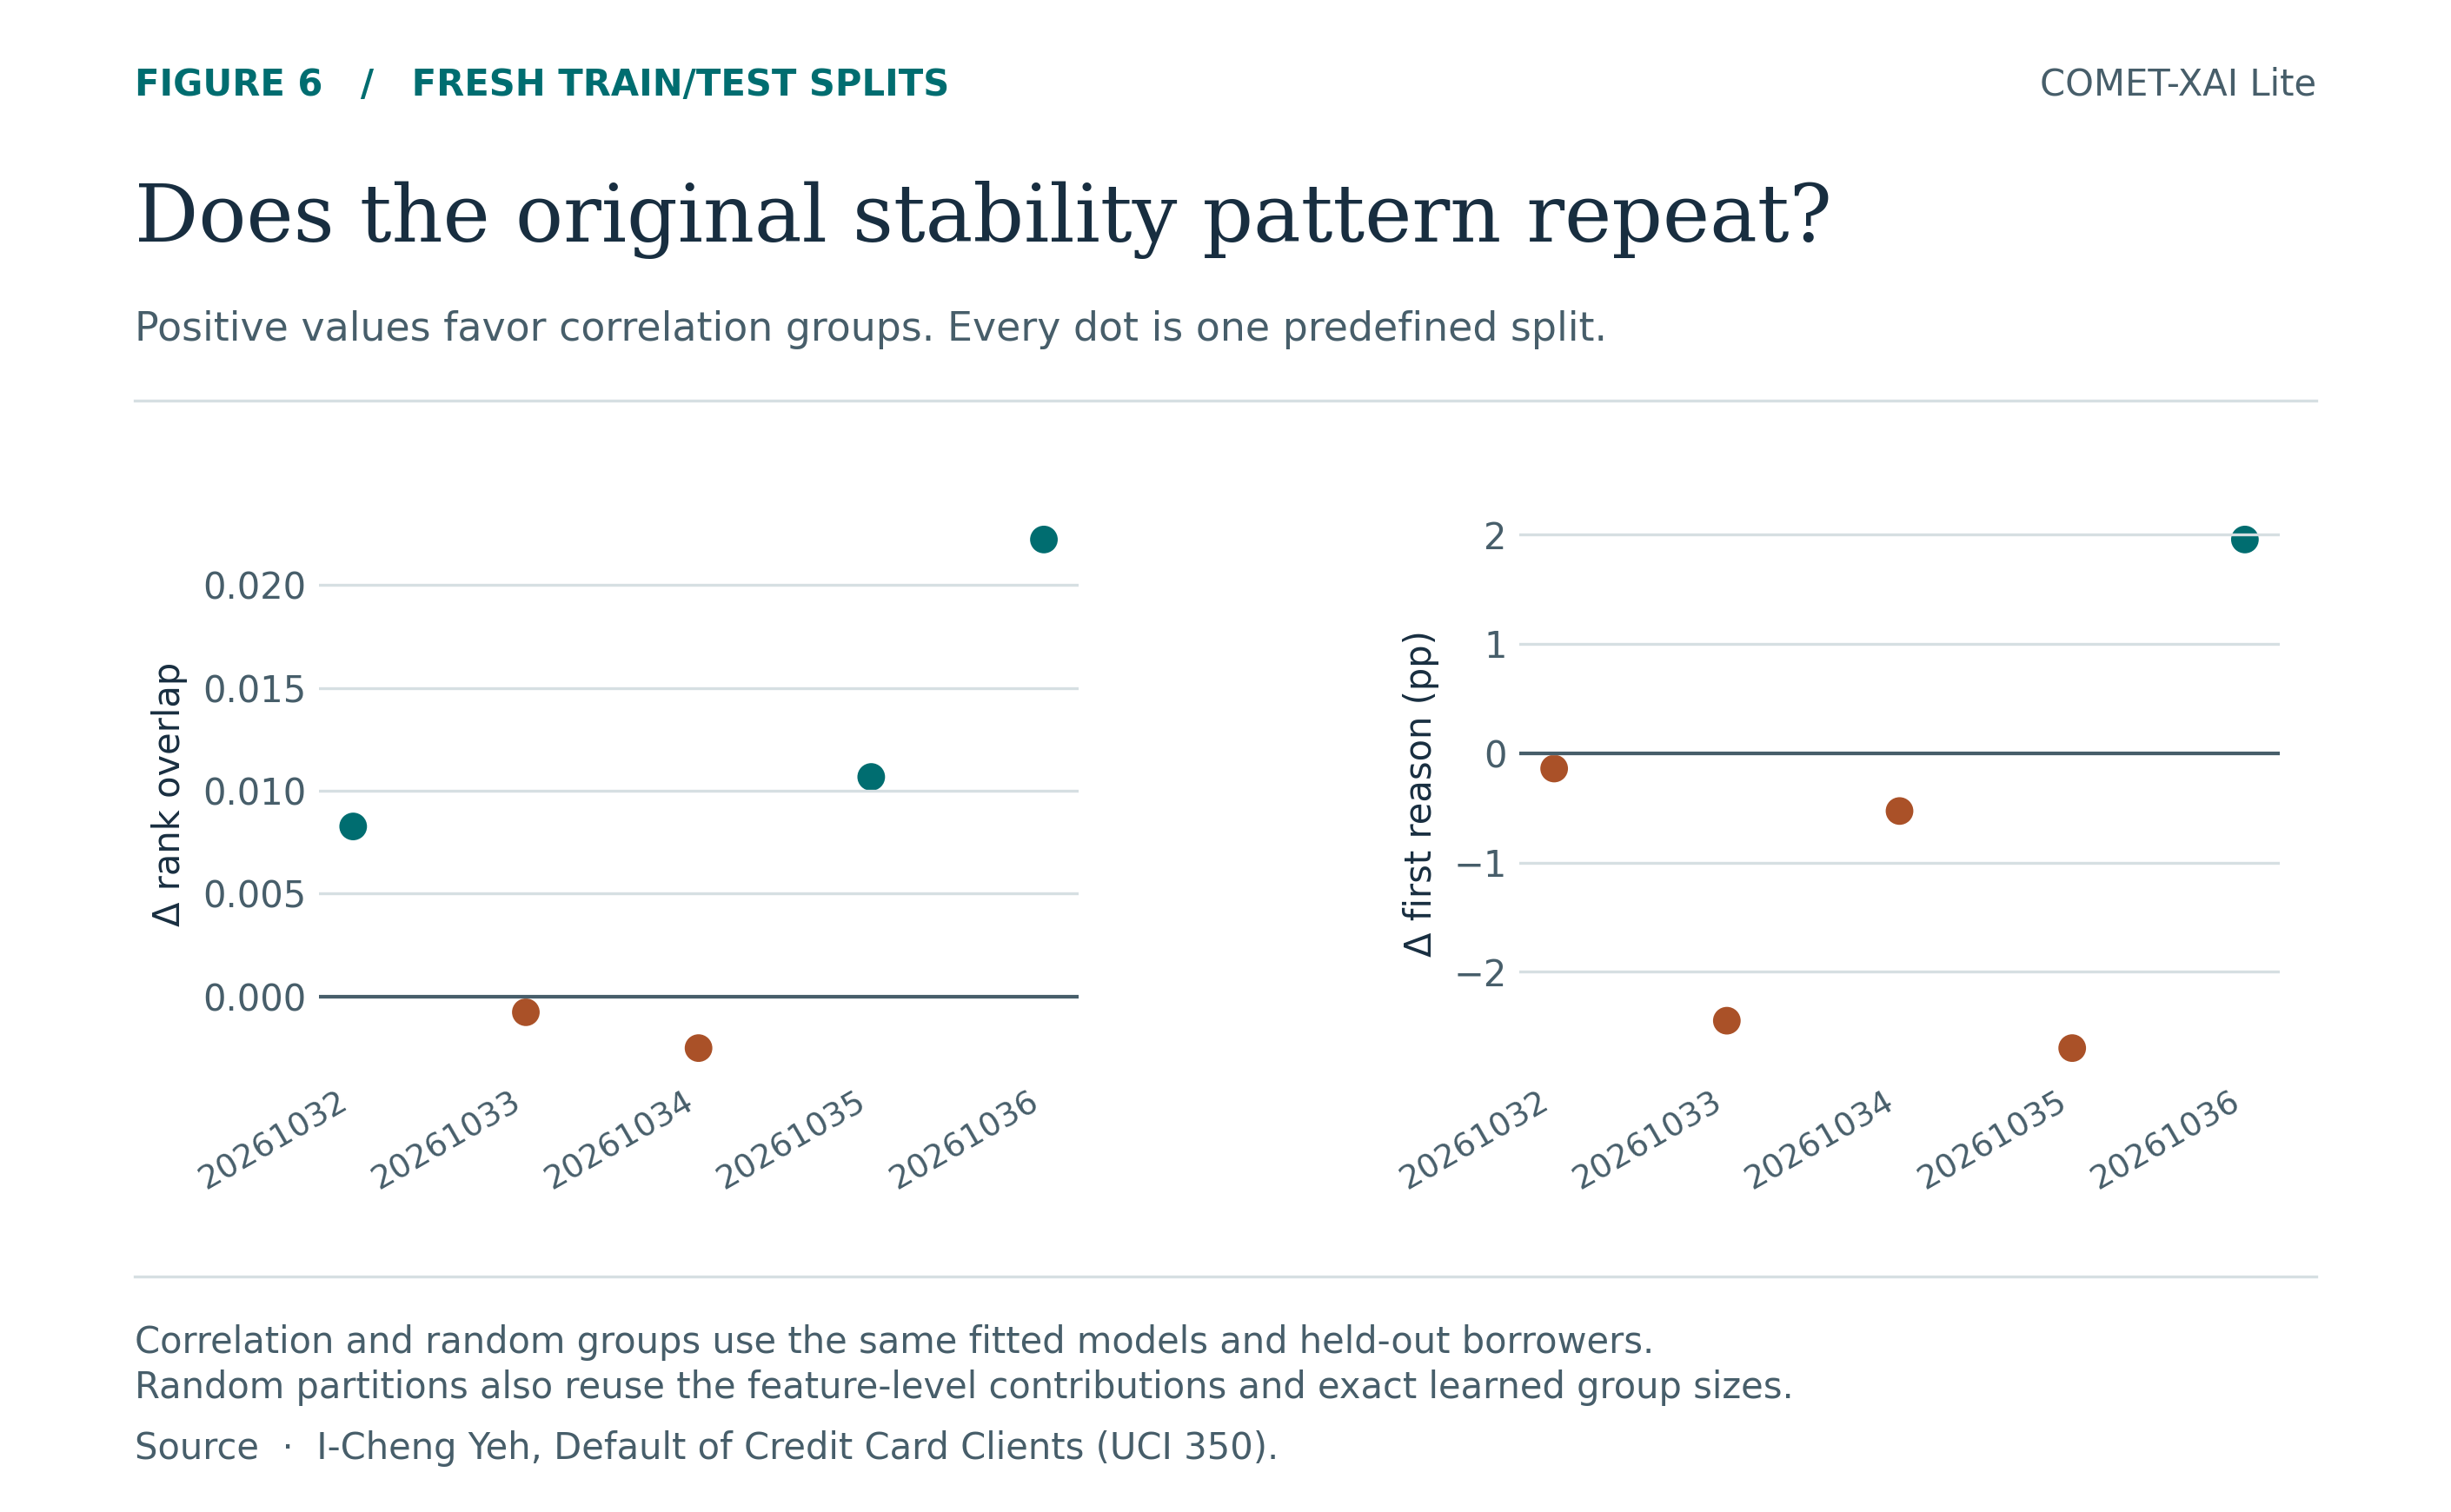 FIGURE 6 / FRESH TRAIN/TEST SPLITS
COMET-XAI Lite
Does the original stability pattern repeat?
Positive values favor correlation groups. Every dot is one predefined split.
Δ rank overlap
0.020
0.015
0.010
0.005
0.000
20261032
20261033
20261034
20261035
20261036
Δ first reason (pp)
2
1
0
−1
−2
20261032
20261033
20261034
20261035
20261036
Correlation and random groups use the same fitted models and held-out borrowers.
Random partitions also reuse the feature-level contributions and exact learned group sizes.
Source · I-Cheng Yeh, Default of Credit Card Clients (UCI 350).